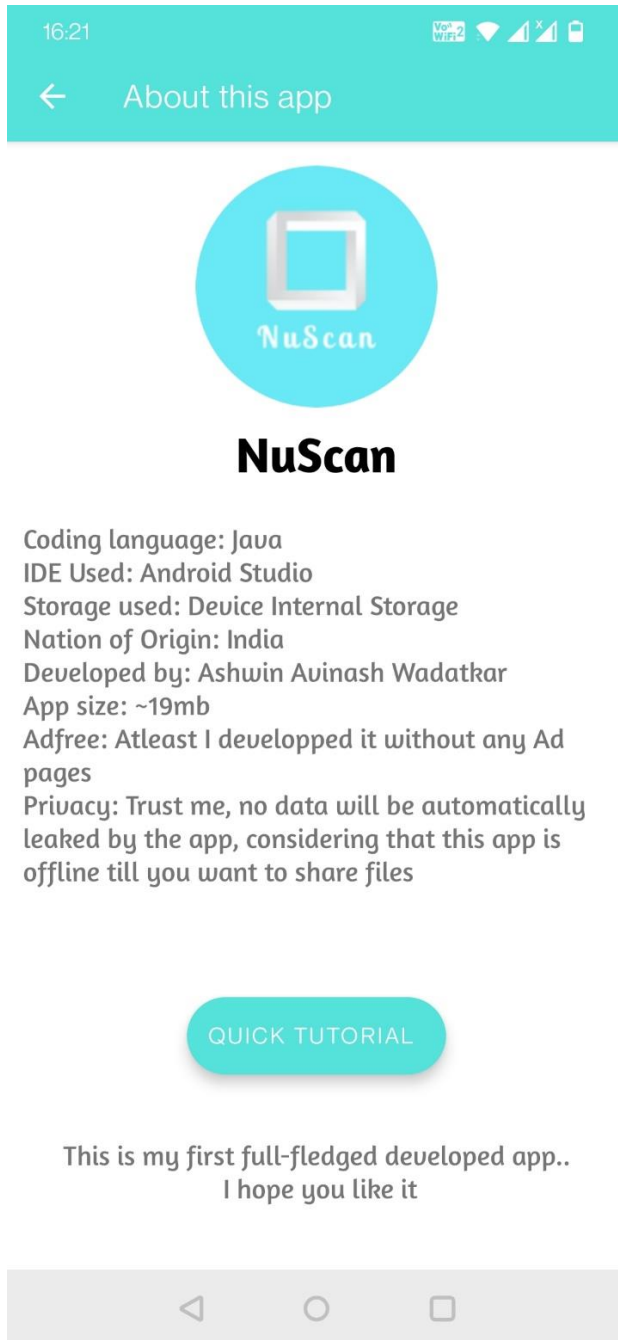 16:21
Vo) WiFi 2 x
About this app
NuScan
NuScan
Coding language: Java
IDE Used: Android Studio
Storage used: Device Internal Storage
Nation of Origin: India
Developed by: Ashwin Avinash Wadatkar
App size: ~19mb
Adfree: Atleast I developped it without any Ad
pages
Privacy: Trust me, no data will be automatically
leaked by the app, considering that this app is
offline till you want to share files
QUICK TUTORIAL
This is my first full-fledged developed app..
I hope you like it